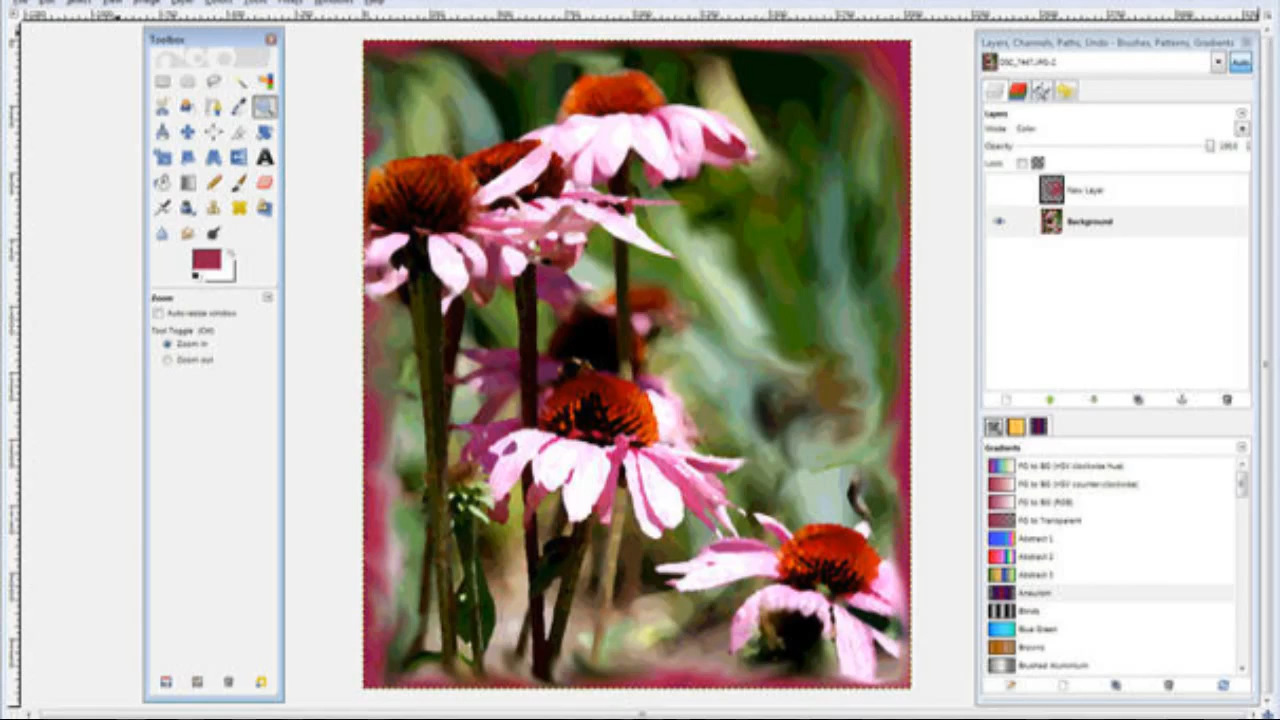 Toolbox
Zoom
Auto-resize window
Tool Toggle (Ctrl)
Zoom in
Zoom out
Layers, Channels, Paths, Undo - Brushes, Patterns, Gradients
Auto
Layers
Mode: Color
Opacity 100.0
Lock:
New Layer
Background
Gradients
FG to BG (HSV clockwise hue)
FG to BG (HSV counter-clockwise)
FG to BG (RGB)
FG to Transparent
Abstract 1
Abstract 2
Abstract 3
Aneurism
Blinds
Blue Green
Browns
Brushed Aluminium